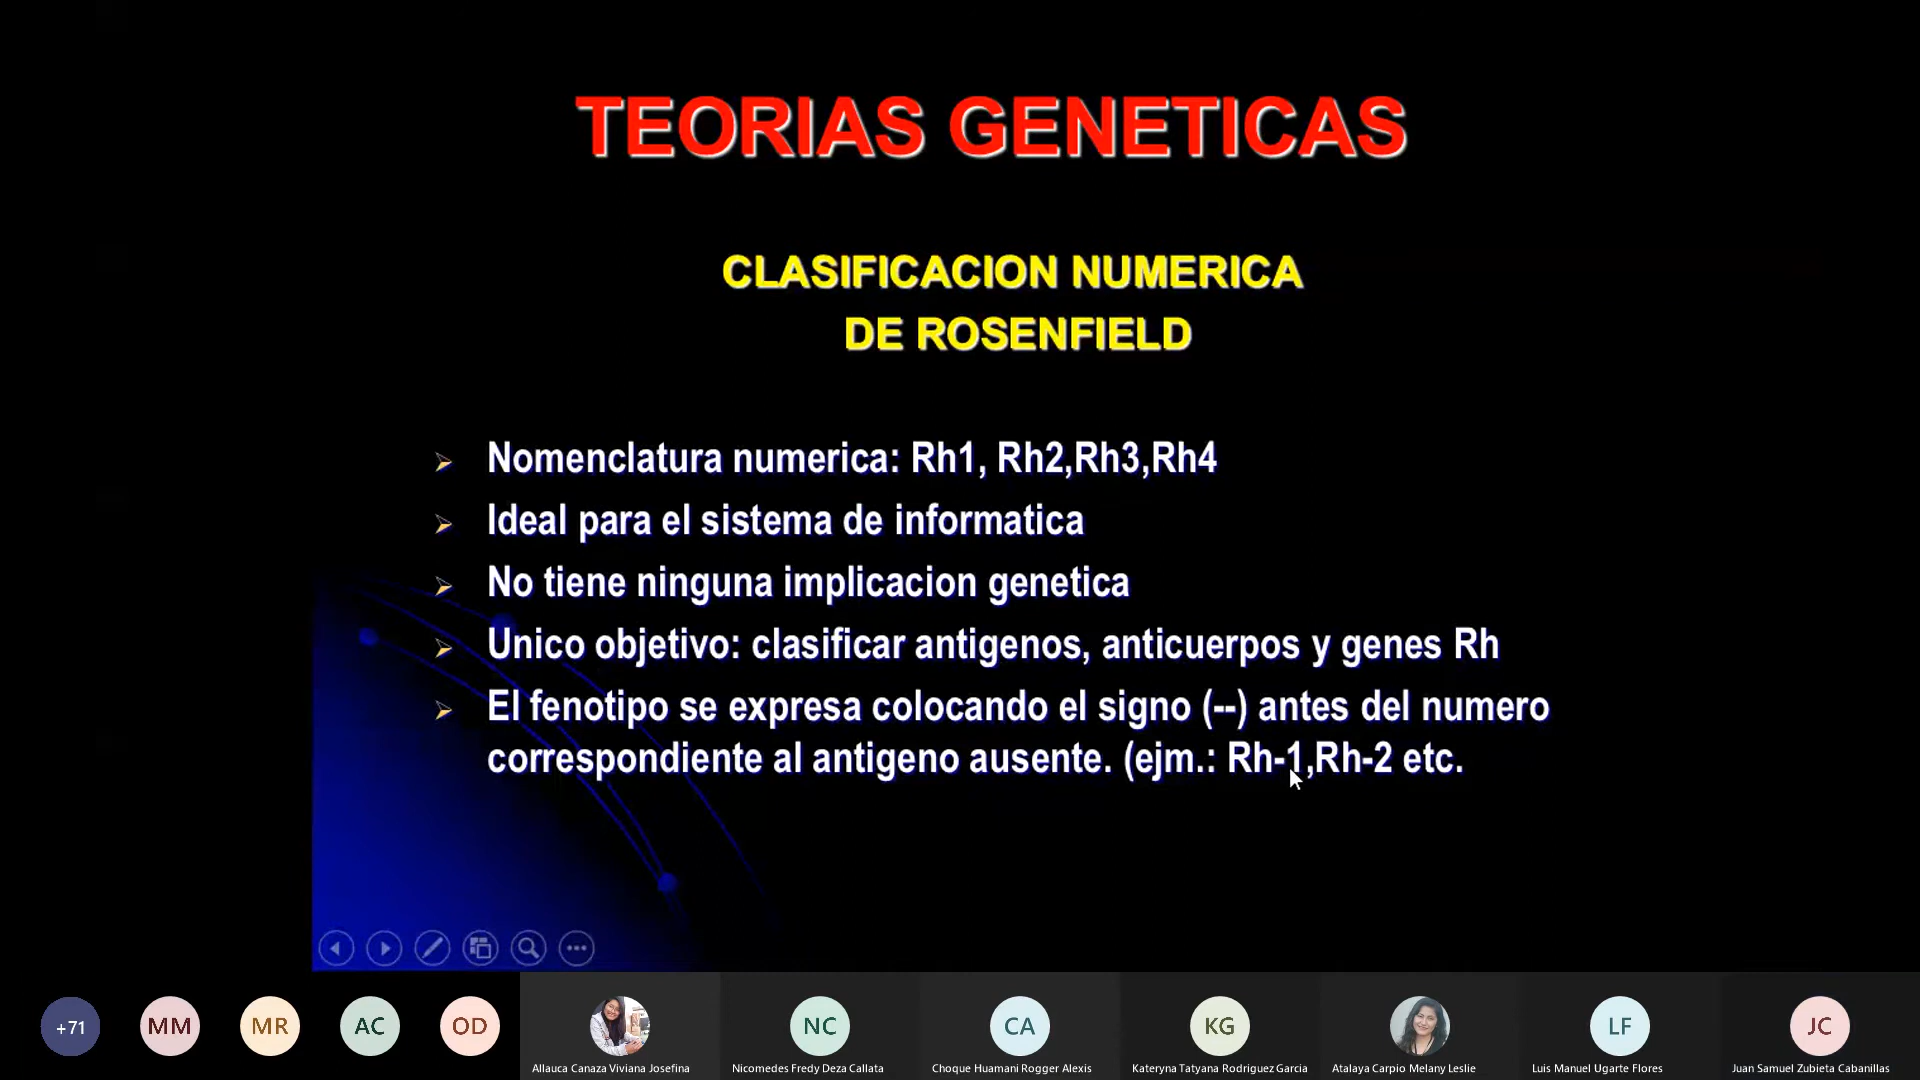 TEORIAS GENETICAS
CLASIFICACION NUMERICA
DE ROSENFIELD
Nomenclatura numerica: Rh1, Rh2,Rh3,Rh4
Ideal para el sistema de informatica
No tiene ninguna implicacion genetica
Unico objetivo: clasificar antigenos, anticuerpos y genes Rh
El fenotipo se expresa colocando el signo (--) antes del numero
correspondiente al antigeno ausente. (ejm.: Rh-1,Rh-2 etc.
+71
MM
MR
AC
OD
NC
CA
KG
LF
JC
Allauca Canaza Viviana Josefina
Nicomedes Fredy Deza Callata
Choque Huamani Rogger Alexis
Kateryna Tatyana Rodriguez Garcia
Atalaya Carpio Melany Leslie
Luis Manuel Ugarte Flores
Juan Samuel Zubieta Cabanillas